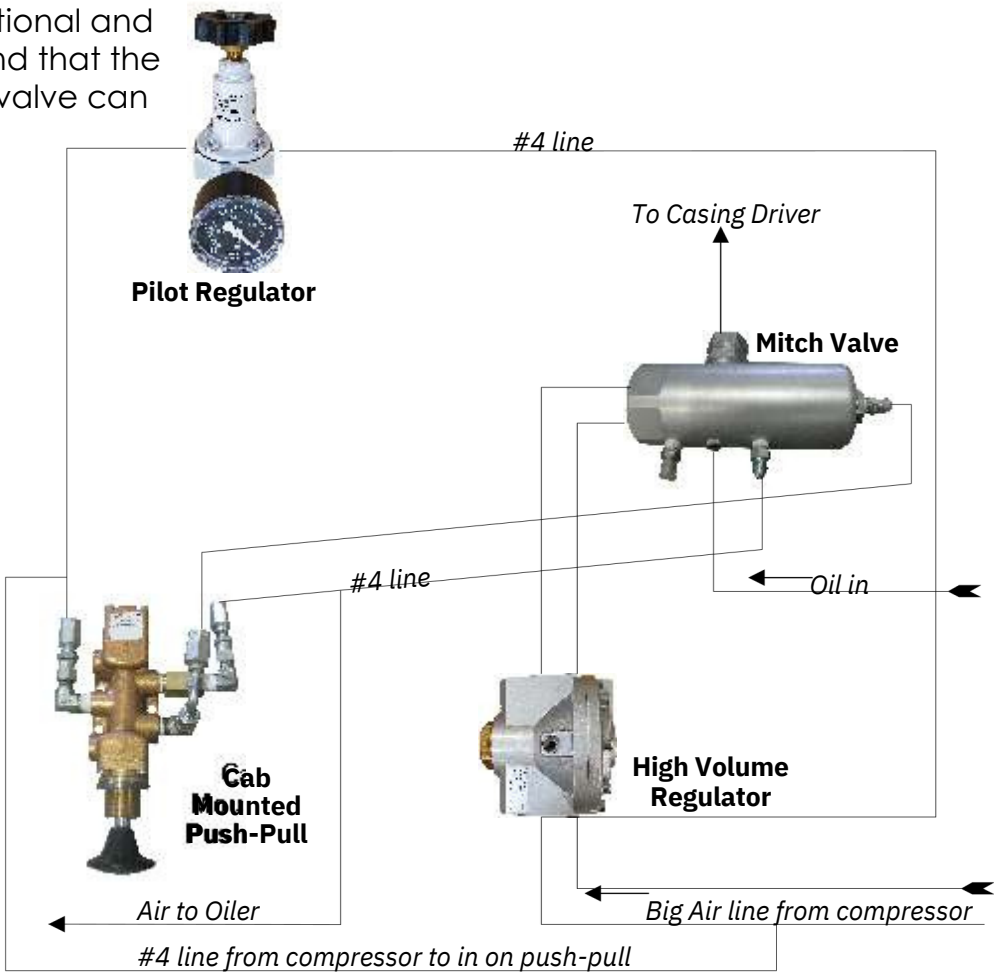 tional and
nd that the
valve can
#4 line
To Casing Driver
Pilot Regulator
Mitch Valve
#4 line
Oil in
Cab
Mounted
Push-Pull
High Volume
Regulator
Air to Oiler
Big Air line from compressor
#4 line from compressor to in on push-pull